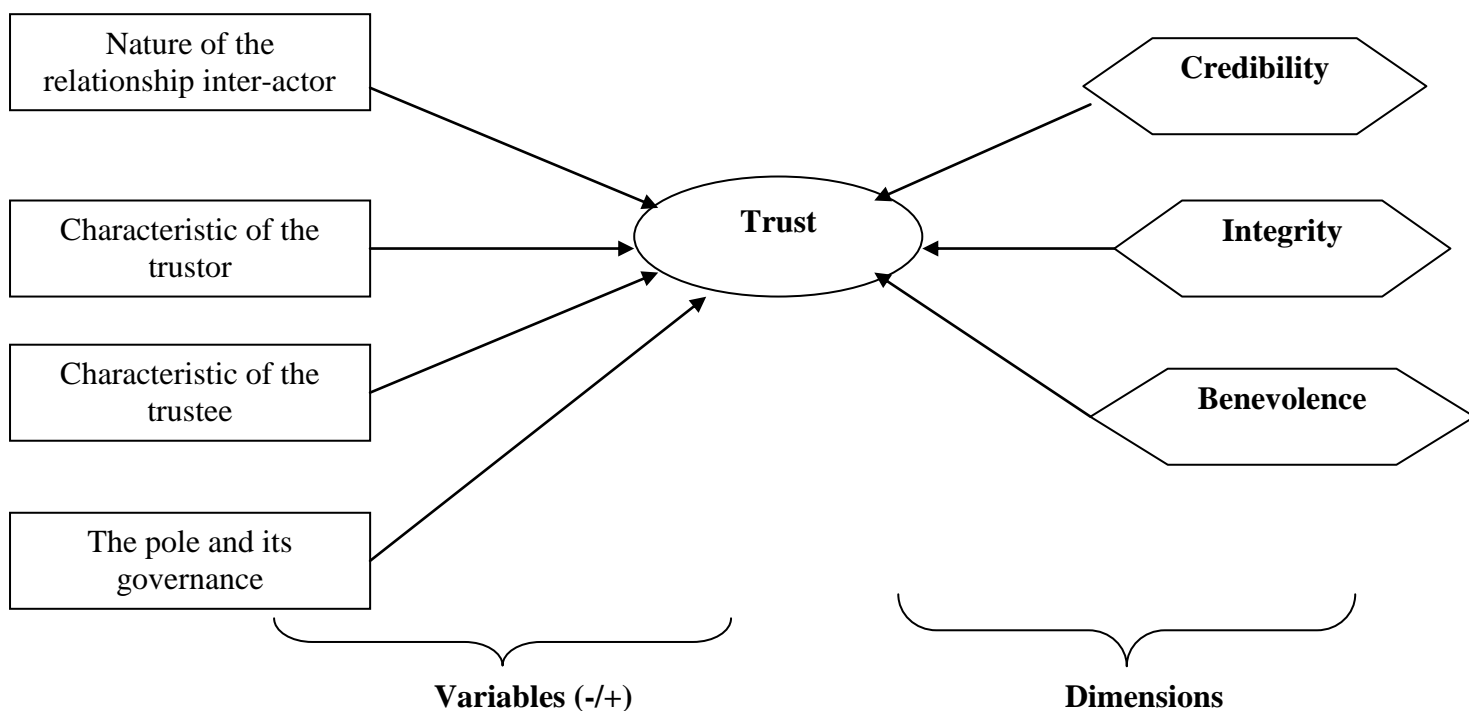 Nature of the
relationship inter-actor
Characteristic of the
trustor
Characteristic of the
trustee
The pole and its
governance
Trust
Credibility
Integrity
Benevolence
Variables (-/+)
Dimensions